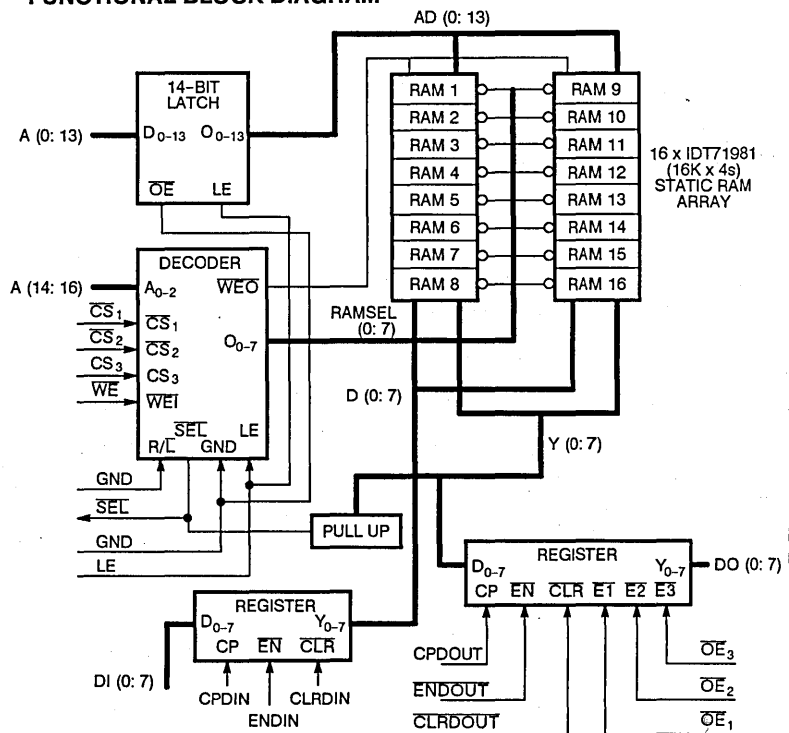 FUNCTIONAL BLOCK DIAGRAM
AD (0: 13)
14-BIT
LATCH
A (0: 13)
D0–13 O0–13
OE LE
RAM 1
RAM 2
RAM 3
RAM 4
RAM 5
RAM 6
RAM 7
RAM 8
RAM 9
RAM 10
RAM 11
RAM 12
RAM 13
RAM 14
RAM 15
RAM 16
16 x IDT71981
(16K x 4s)
STATIC RAM
ARRAY
DECODER
A (14: 16)
A0–2 WEO
CS1 CS1
CS2 CS2
CS3 CS3
WE WEI
O0–7
RAMSEL
(0: 7)
SEL LE
R/L GND
D (0: 7)
Y (0: 7)
GND
SEL
GND
LE
PULL UP
REGISTER
D0–7 Y0–7
CP EN CLR
DI (0: 7)
CPDIN CLRDIN
ENDIN
REGISTER
D0–7 Y0–7
CP EN CLR E1 E2 E3
DO (0: 7)
CPDOUT
ENDOUT
CLRDOUT
OE3
OE2
OE1